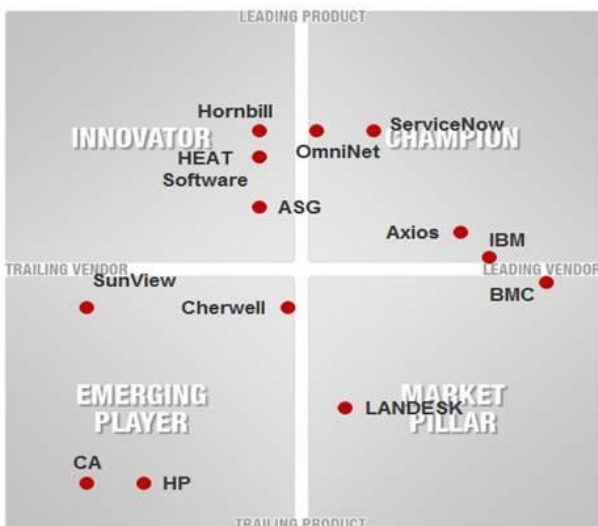 LEADING PRODUCT
Hornbill
INNOVATOR
HEAT
Software
OmniNet
ServiceNow
CHAMPION
ASG
Axios
IBM
TRAILING VENDOR
LEADING VENDOR
SunView
BMC
Cherwell
EMERGING
PLAYER
LANDESK
MARKET
PILLAR
CA
HP
TRAILING PRODUCT